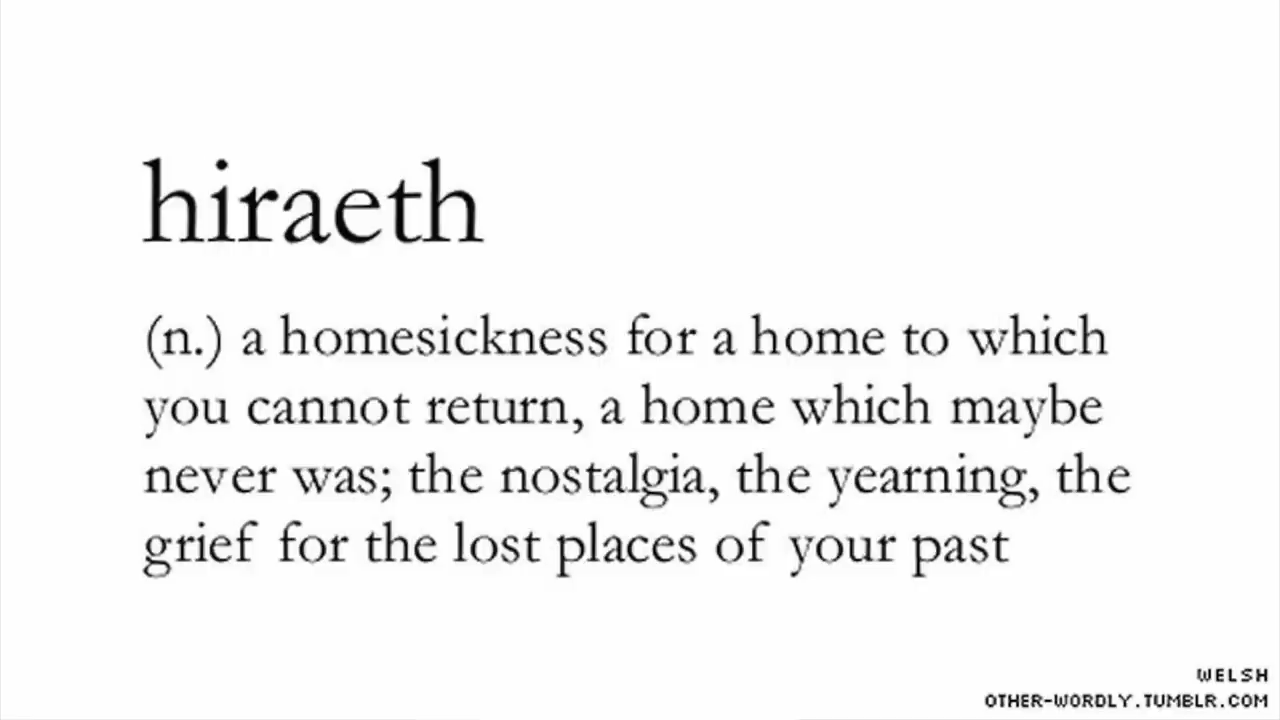 hiraeth
(n.) a homesickness for a home to which
you cannot return, a home which maybe
never was; the nostalgia, the yearning, the
grief for the lost places of your past
WELSH
OTHER-WORDLY.TUMBLR.COM